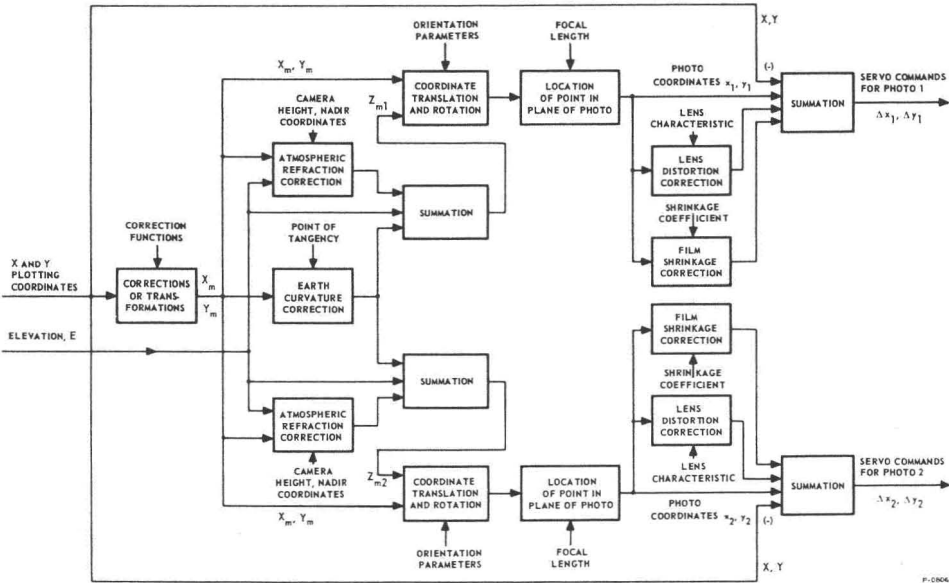 X, Y
ORIENTATION
PARAMETERS
FOCAL
LENGTH
X_m, Y_m
COORDINATE
TRANSLATION
AND ROTATION
LOCATION
OF POINT IN
PLANE OF PHOTO
PHOTO
COORDINATES x_1, y_1
(-)
SUMMATION
SERVO COMMANDS
FOR PHOTO 1
Δx_1, Δy_1
Z_m1
CAMERA
HEIGHT, NADIR
COORDINATES
ATMOSPHERIC
REFRACTION
CORRECTION
LENS
CHARACTERISTIC
LENS
DISTORTION
CORRECTION
SUMMATION
SHRINKAGE
COEFFICIENT
FILM
SHRINKAGE
CORRECTION
CORRECTION
FUNCTIONS
POINT OF
TANGENCY
X AND Y
PLOTTING
COORDINATES
CORRECTIONS
OR TRANS-
FORMATIONS
X_m
Y_m
EARTH
CURVATURE
CORRECTION
ELEVATION, E
FILM
SHRINKAGE
CORRECTION
SHRINKAGE
COEFFICIENT
SUMMATION
ATMOSPHERIC
REFRACTION
CORRECTION
LENS
DISTORTION
CORRECTION
LENS
CHARACTERISTIC
CAMERA
HEIGHT, NADIR
COORDINATES
Z_m2
COORDINATE
TRANSLATION
AND ROTATION
LOCATION
OF POINT IN
PLANE OF PHOTO
SUMMATION
SERVO COMMANDS
FOR PHOTO 2
Δx_2, Δy_2
X_m, Y_m
PHOTO
COORDINATES x_2, y_2
(-)
ORIENTATION
PARAMETERS
FOCAL
LENGTH
X, Y